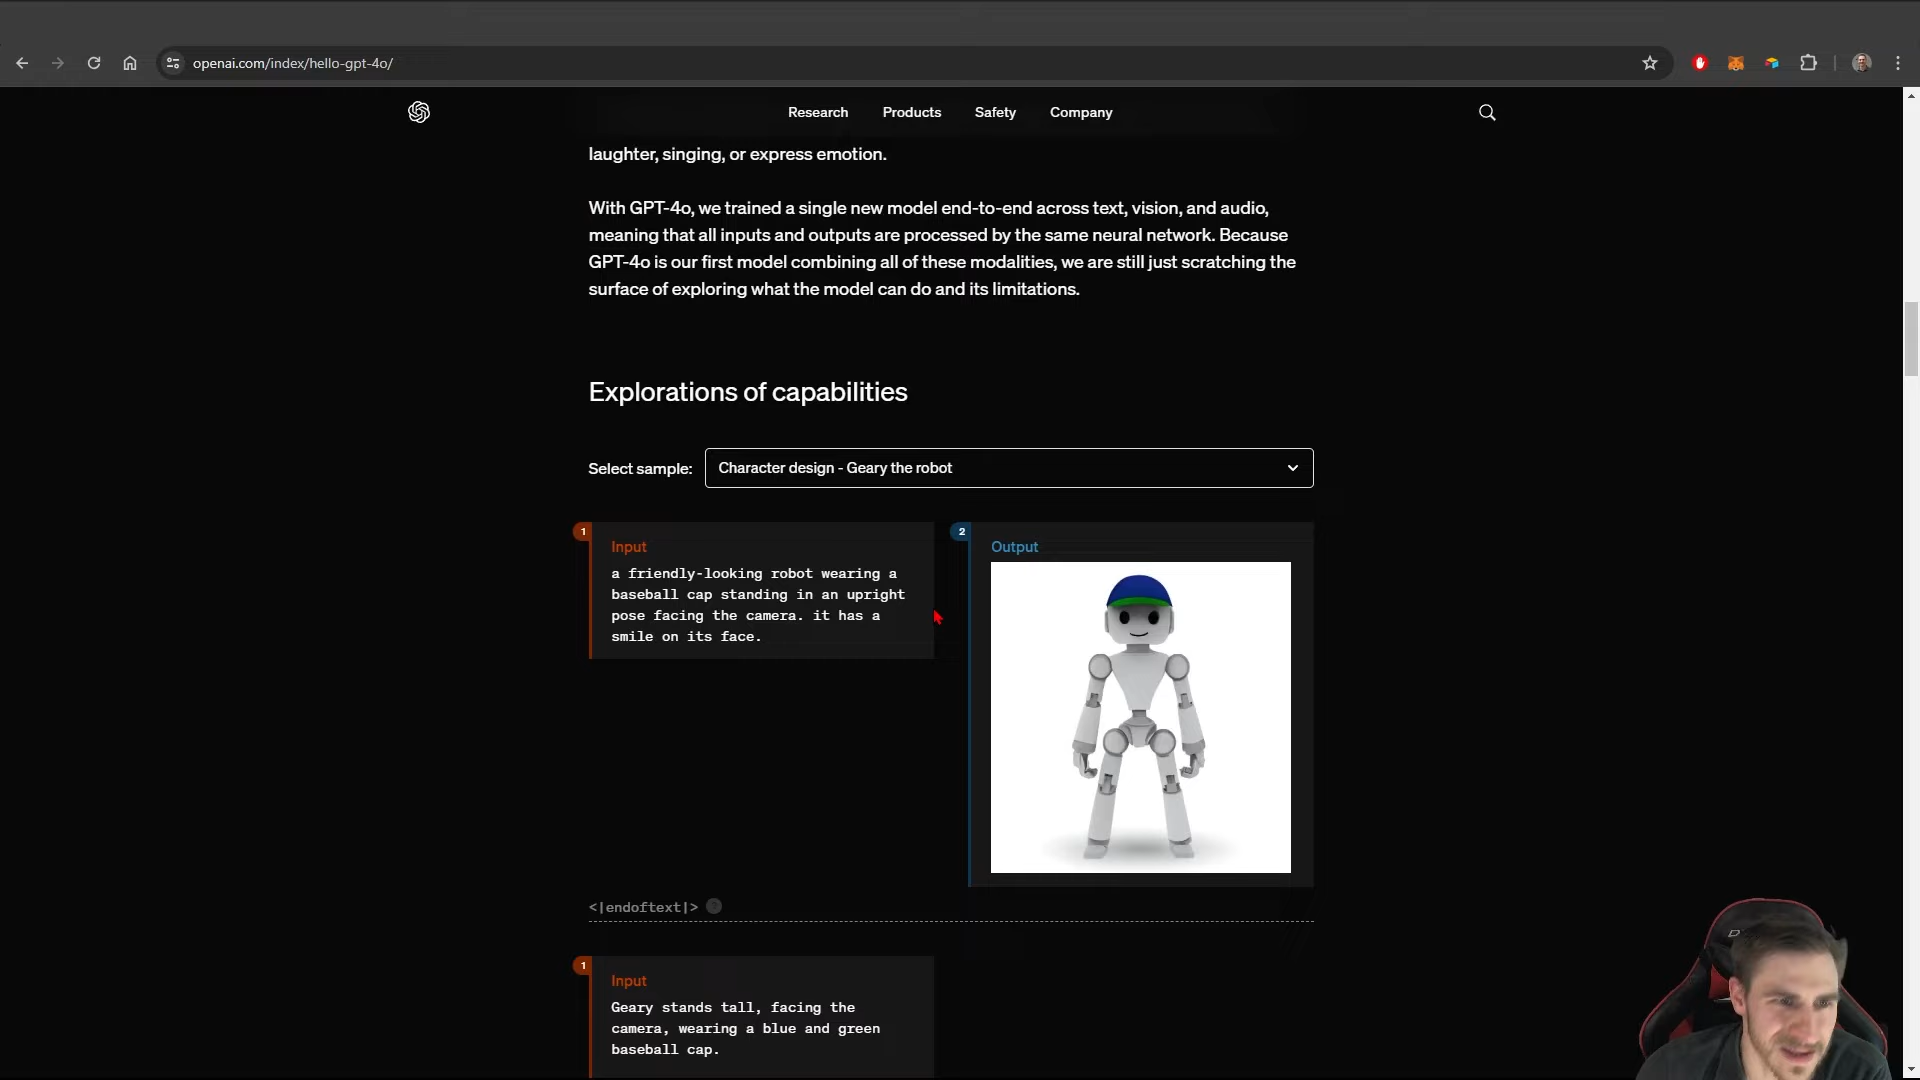 openai.com/index/hello-gpt-4o/
Research Products Safety Company
laughter, singing, or express emotion.
With GPT-4o, we trained a single new model end-to-end across text, vision, and audio,
meaning that all inputs and outputs are processed by the same neural network. Because
GPT-4o is our first model combining all of these modalities, we are still just scratching the
surface of exploring what the model can do and its limitations.
Explorations of capabilities
Select sample: Character design - Geary the robot
1
Input
a friendly-looking robot wearing a
baseball cap standing in an upright
pose facing the camera. it has a
smile on its face.
2
Output
<|endoftext|>
1
Input
Geary stands tall, facing the
camera, wearing a blue and green
baseball cap.